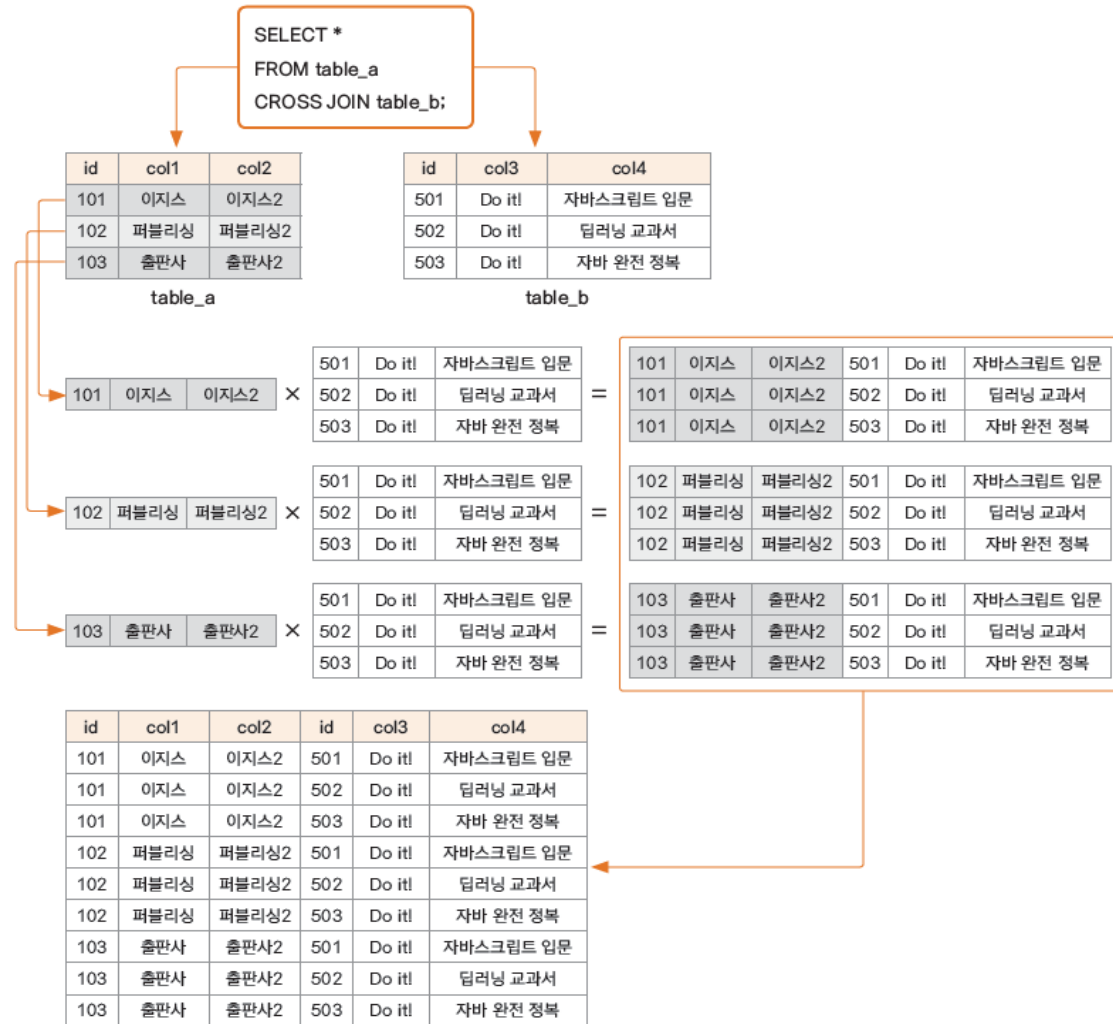 SELECT *
FROM table_a
CROSS JOIN table_b;
id col1 col2
101 이지스 이지스2
102 퍼블리싱 퍼블리싱2
103 출판사 출판사2
table_a
id col3 col4
501 Do it! 자바스크립트 입문
502 Do it! 딥러닝 교과서
503 Do it! 자바 완전 정복
table_b
101 이지스 이지스2
×
501 Do it! 자바스크립트 입문
502 Do it! 딥러닝 교과서
503 Do it! 자바 완전 정복
=
101 이지스 이지스2 501 Do it! 자바스크립트 입문
101 이지스 이지스2 502 Do it! 딥러닝 교과서
101 이지스 이지스2 503 Do it! 자바 완전 정복
102 퍼블리싱 퍼블리싱2
×
501 Do it! 자바스크립트 입문
502 Do it! 딥러닝 교과서
503 Do it! 자바 완전 정복
=
102 퍼블리싱 퍼블리싱2 501 Do it! 자바스크립트 입문
102 퍼블리싱 퍼블리싱2 502 Do it! 딥러닝 교과서
102 퍼블리싱 퍼블리싱2 503 Do it! 자바 완전 정복
103 출판사 출판사2
×
501 Do it! 자바스크립트 입문
502 Do it! 딥러닝 교과서
503 Do it! 자바 완전 정복
=
103 출판사 출판사2 501 Do it! 자바스크립트 입문
103 출판사 출판사2 502 Do it! 딥러닝 교과서
103 출판사 출판사2 503 Do it! 자바 완전 정복
id col1 col2 id col3 col4
101 이지스 이지스2 501 Do it! 자바스크립트 입문
101 이지스 이지스2 502 Do it! 딥러닝 교과서
101 이지스 이지스2 503 Do it! 자바 완전 정복
102 퍼블리싱 퍼블리싱2 501 Do it! 자바스크립트 입문
102 퍼블리싱 퍼블리싱2 502 Do it! 딥러닝 교과서
102 퍼블리싱 퍼블리싱2 503 Do it! 자바 완전 정복
103 출판사 출판사2 501 Do it! 자바스크립트 입문
103 출판사 출판사2 502 Do it! 딥러닝 교과서
103 출판사 출판사2 503 Do it! 자바 완전 정복